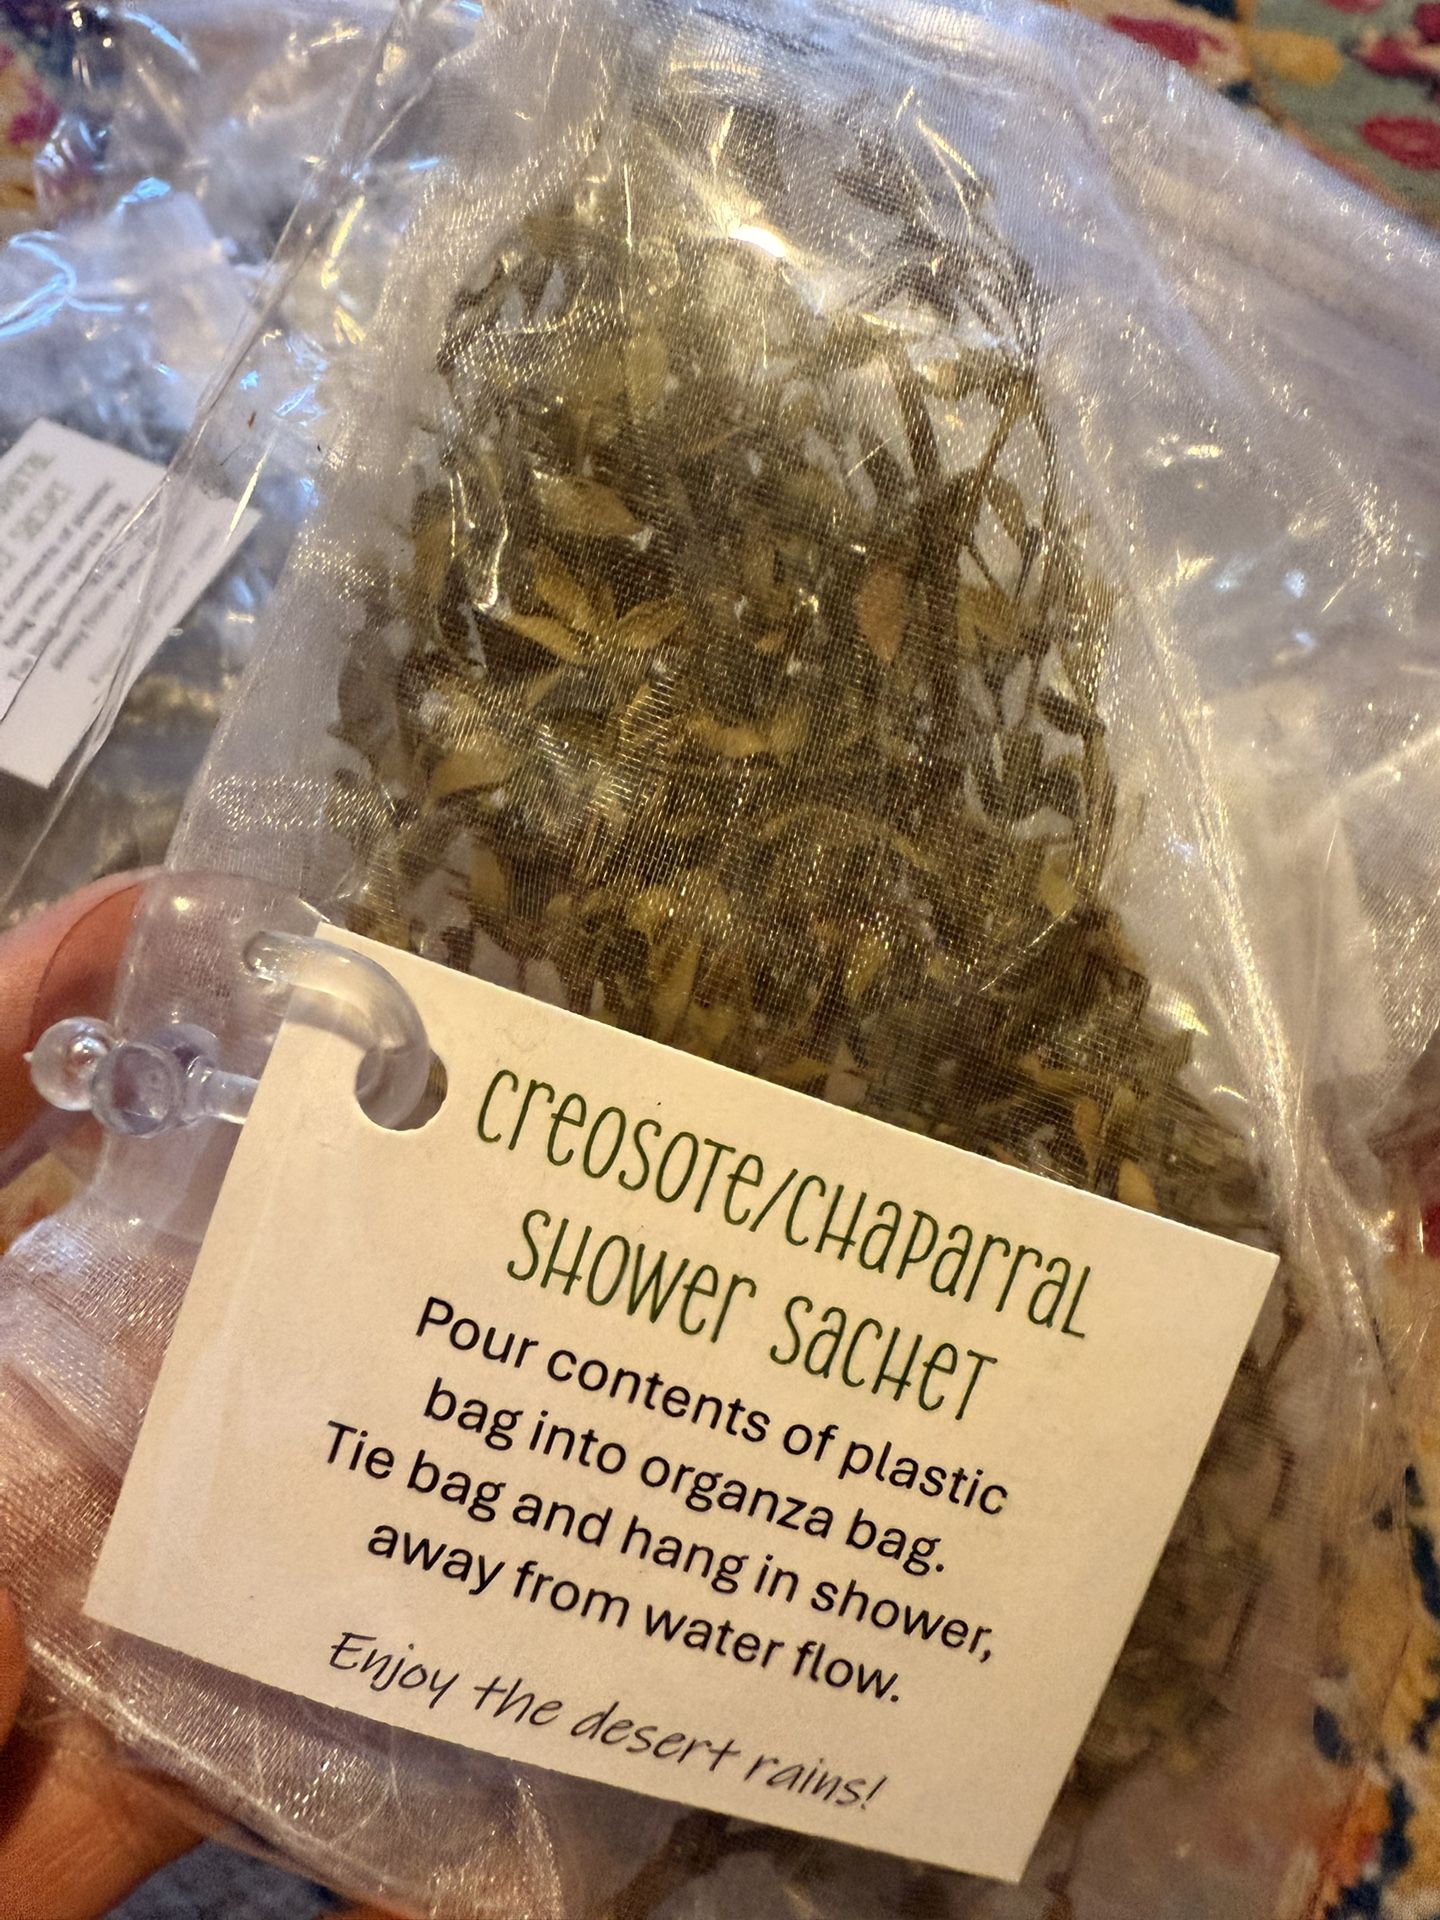 CREOSOTE/CHAPARRAL
SHOWER SACHET
Pour contents of plastic
bag into organza bag.
Tie bag and hang in shower,
away from water flow.
Enjoy the desert rains!